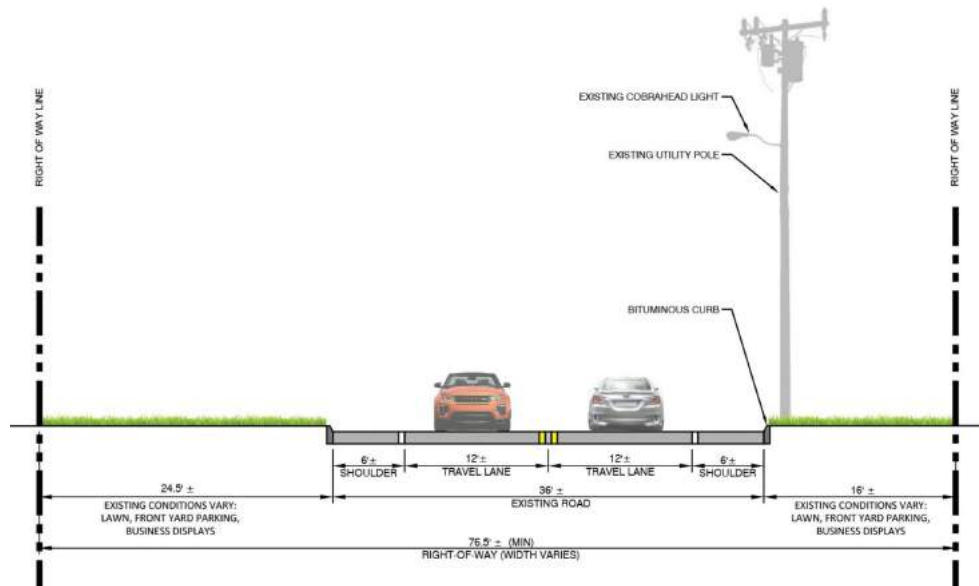 RIGHT OF WAY LINE
RIGHT OF WAY LINE
EXISTING COBRAHEAD LIGHT
EXISTING UTILITY POLE
BITUMINOUS CURB
6'±
SHOULDER
12'±
TRAVEL LANE
12'±
TRAVEL LANE
6'±
SHOULDER
24.5' ±
EXISTING CONDITIONS VARY:
LAWN, FRONT YARD PARKING,
BUSINESS DISPLAYS
36' ±
EXISTING ROAD
16' ±
EXISTING CONDITIONS VARY:
LAWN, FRONT YARD PARKING,
BUSINESS DISPLAYS
76.5' ± (MIN)
RIGHT-OF-WAY (WIDTH VARIES)